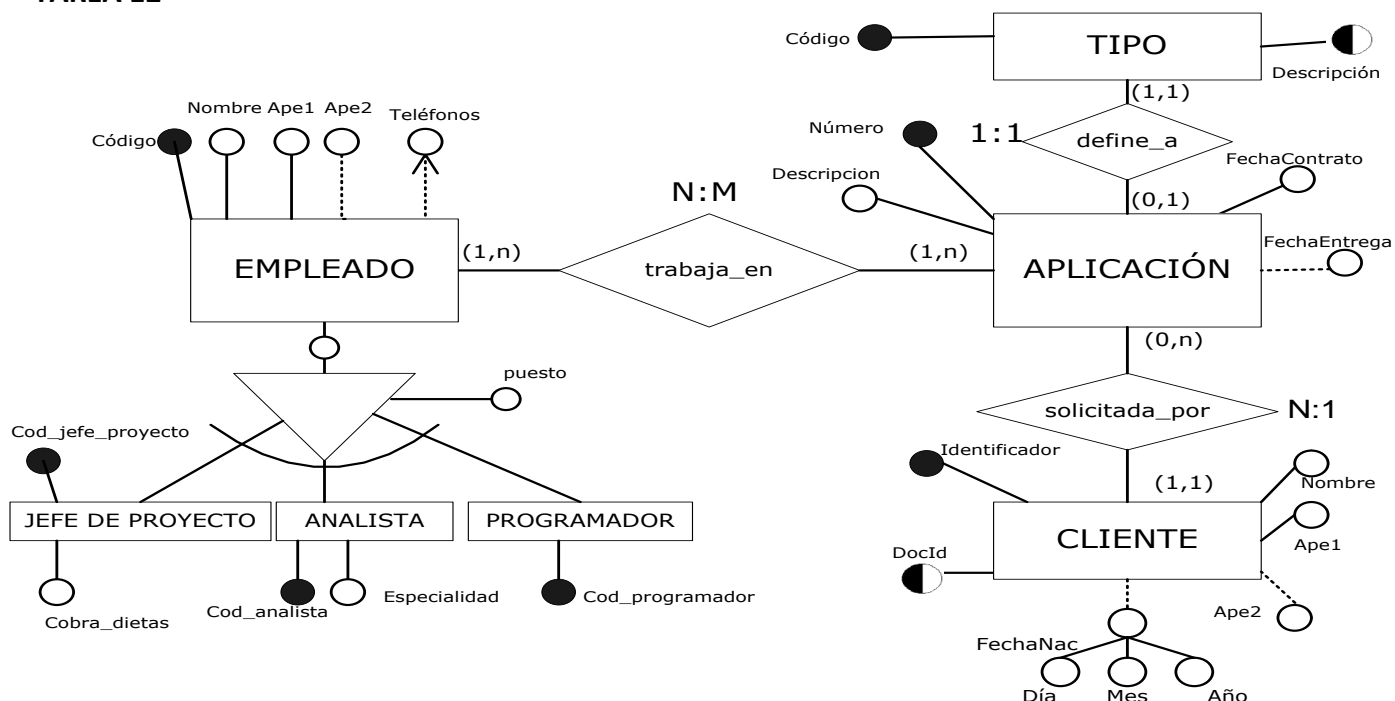 Código
TIPO
Descripción
(1,1)
Nombre Ape1 Ape2 Teléfonos
Código
Número
1:1
define_a
FechaContrato
Descripcion
N:M
(0,1)
EMPLEADO
(1,n)
trabaja_en
(1,n)
APLICACIÓN
FechaEntrega
(0,n)
puesto
solicitada_por
N:1
Cod_jefe_proyecto
Identificador
(1,1)
Nombre
JEFE DE PROYECTO
ANALISTA
PROGRAMADOR
CLIENTE
Ape1
DocId
Cobra_dietas
Cod_analista
Especialidad
Cod_programador
Ape2
FechaNac
Día
Mes
Año